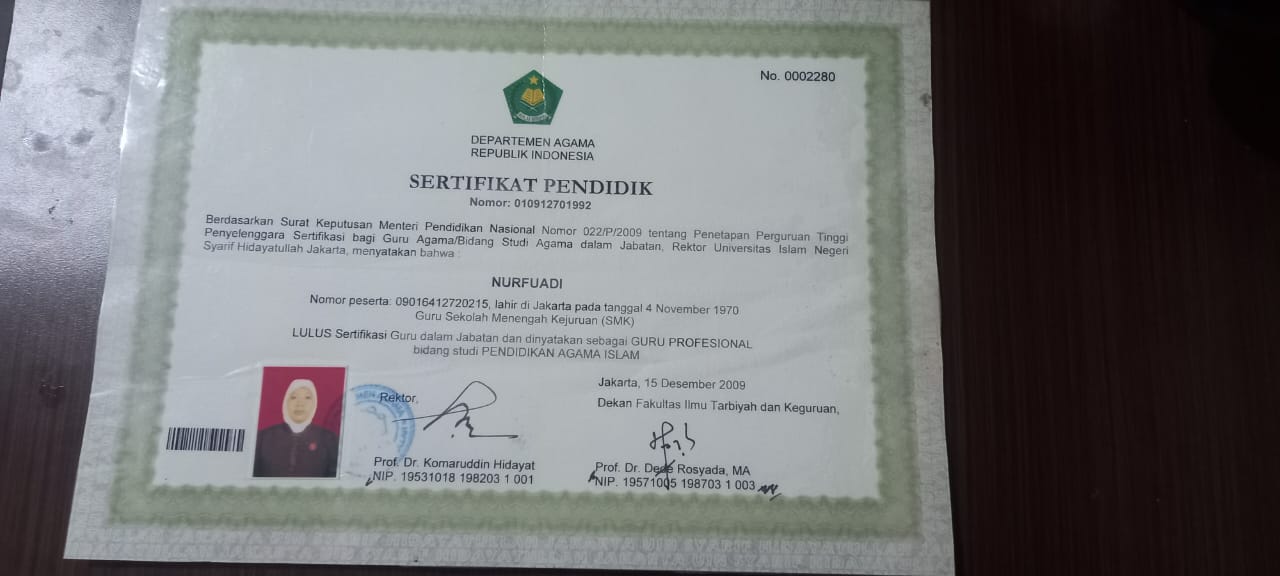 No. 0002280
DEPARTEMEN AGAMA
REPUBLIK INDONESIA
SERTIFIKAT PENDIDIK
Nomor: 010912701992
Berdasarkan Surat Keputusan Menteri Pendidikan Nasional Nomor 022/P/2009 tentang Penetapan Perguruan Tinggi
Penyelenggara Sertifikasi bagi Guru Agama/Bidang Studi Agama dalam Jabatan, Rektor Universitas Islam Negeri
Syarif Hidayatullah Jakarta, menyatakan bahwa :
NURFUADI
Nomor peserta: 09016412720215, lahir di Jakarta pada tanggal 4 November 1970
Guru Sekolah Menengah Kejuruan (SMK)
LULUS Sertifikasi Guru dalam Jabatan dan dinyatakan sebagai GURU PROFESIONAL
bidang studi PENDIDIKAN AGAMA ISLAM
Jakarta, 15 Desember 2009
Rektor,
Dekan Fakultas Ilmu Tarbiyah dan Keguruan,
Prof. Dr. Komaruddin Hidayat
NIP. 19531018 198203 1 001
Prof. Dr. Dede Rosyada, MA
NIP. 19571005 198703 1 003